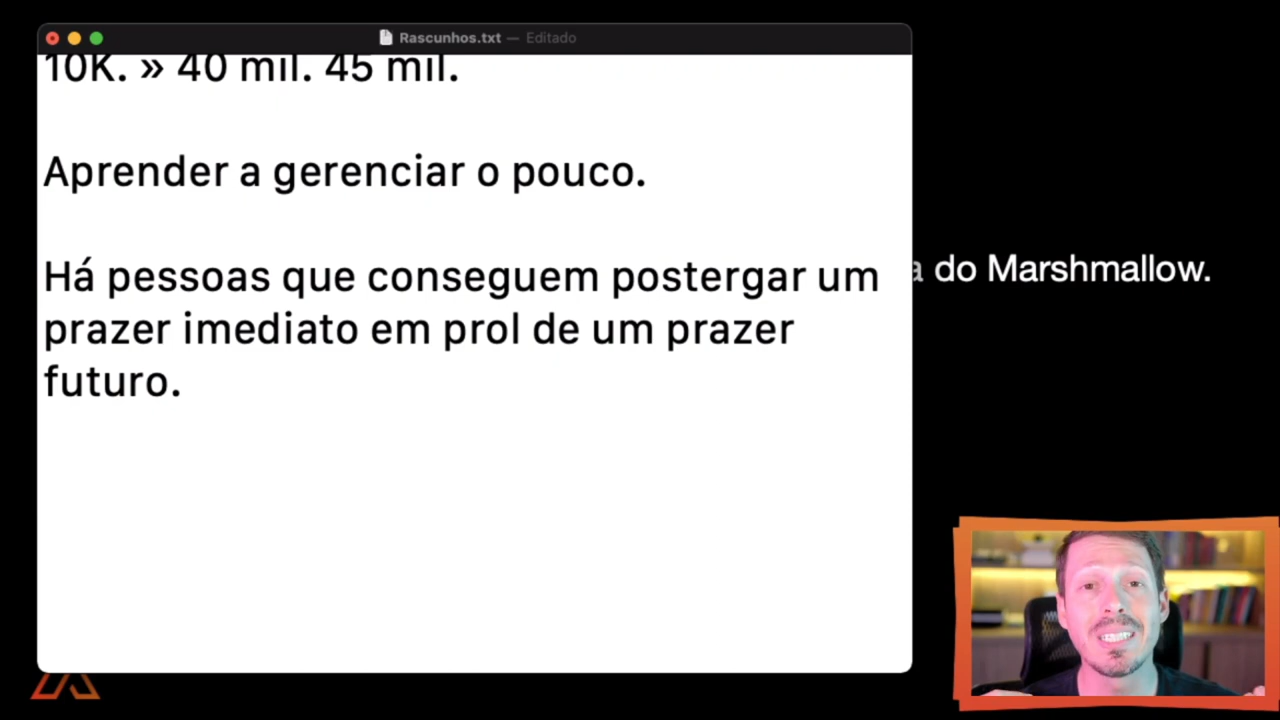 Rascunhos.txt — Editado
10K. » 40 mil. 45 mil.
Aprender a gerenciar o pouco.
Há pessoas que conseguem postergar um
prazer imediato em prol de um prazer
futuro.
do Marshmallow.